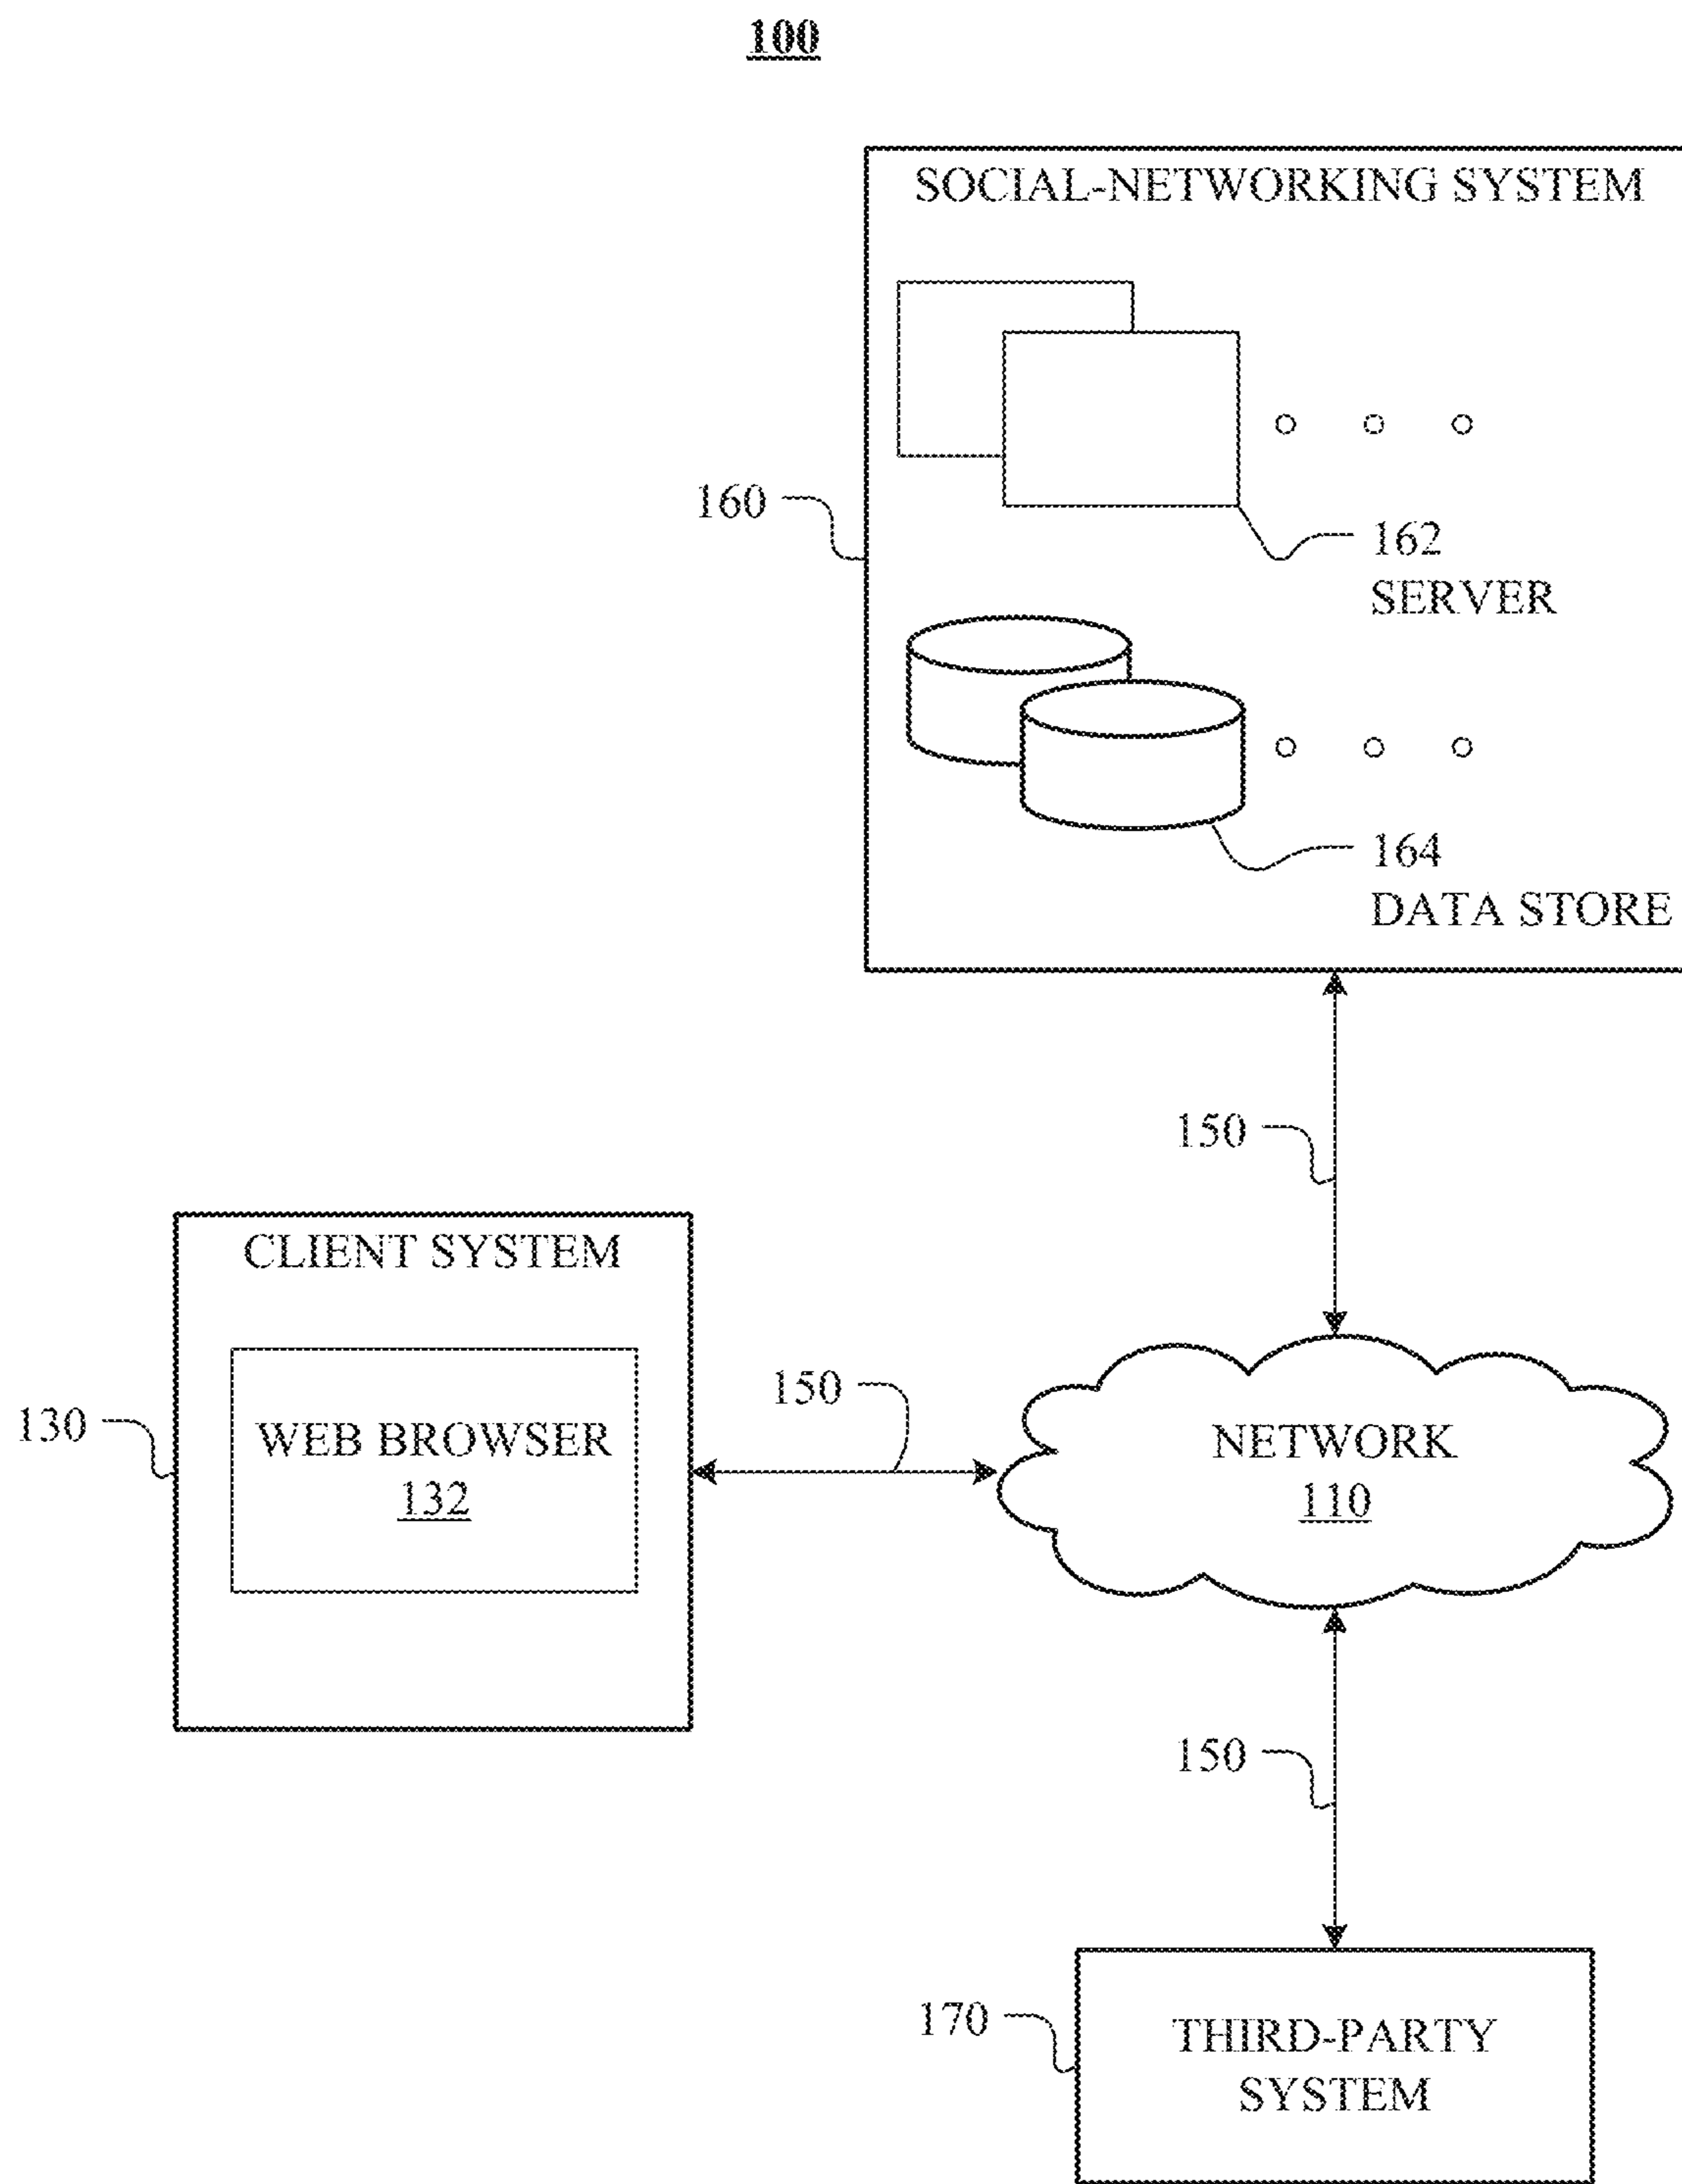 100
SOCIAL-NETWORKING SYSTEM
160
162
SERVER
164
DATA STORE
150
CLIENT SYSTEM
130
WEB BROWSER
132
150
NETWORK
110
150
170
THIRD-PARTY
SYSTEM